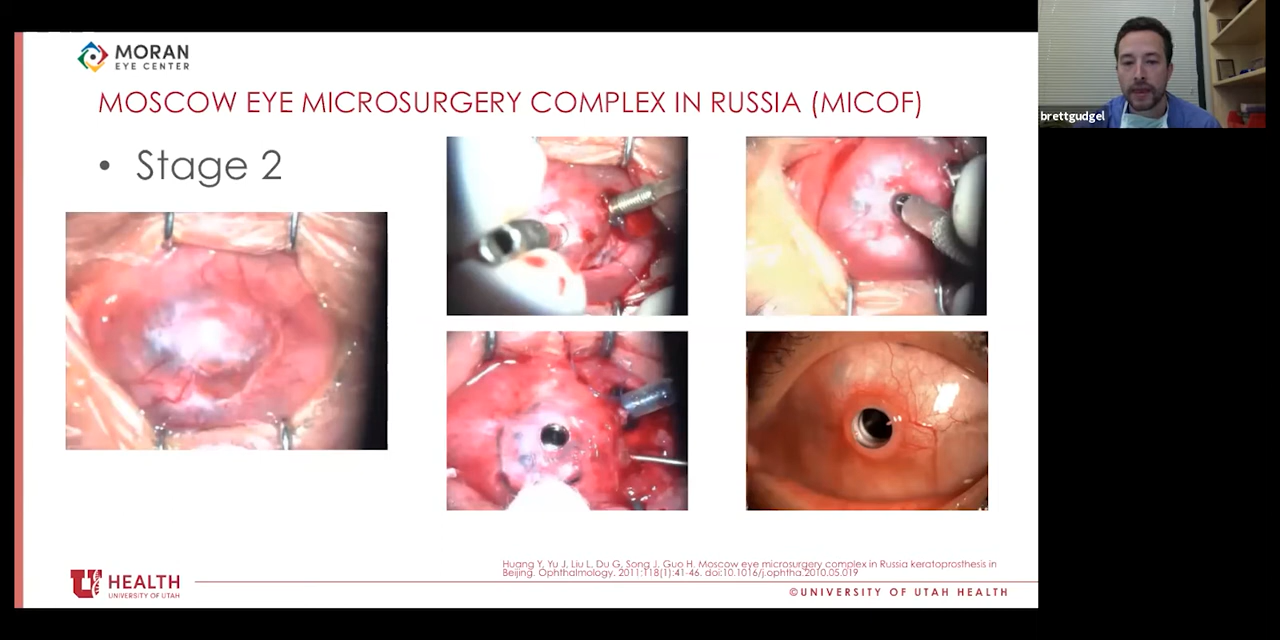 MORAN
EYE CENTER
MOSCOW EYE MICROSURGERY COMPLEX IN RUSSIA (MICOF)
• Stage 2
brettgudgel
Huang Y, Yu J, Liu L, Du G, Song J, Guo H. Moscow eye microsurgery complex in Russia keratoprosthesis in
Beijing. Ophthalmology. 2011;118(1):41-46. doi:10.1016/j.ophtha.2010.05.019
U HEALTH
UNIVERSITY OF UTAH
©UNIVERSITY OF UTAH HEALTH